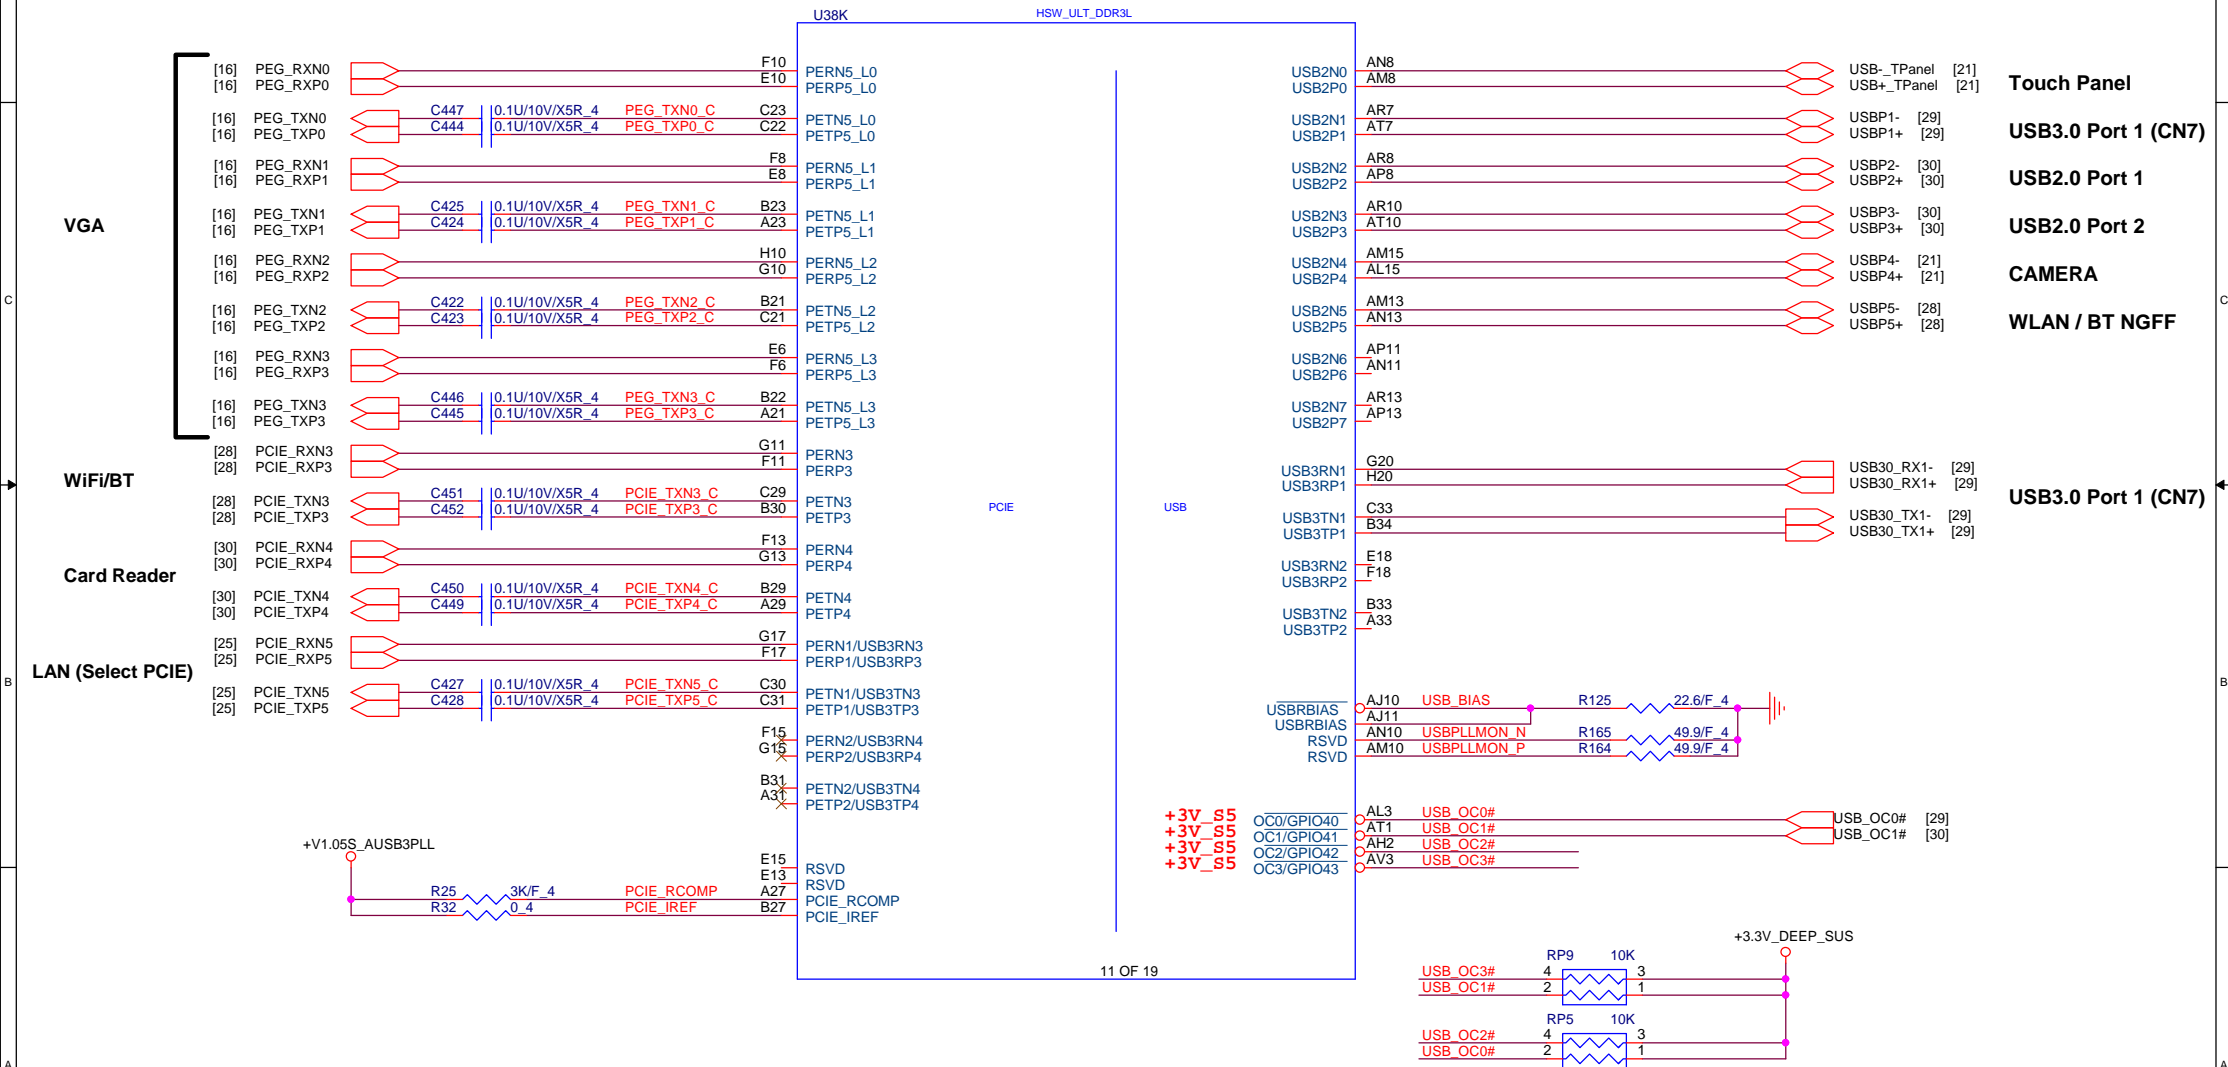 U38K HSW_ULT_DDR3L
[16] PEG_RXN0 F10 PERN5_L0 USB2N0 AN8 USB-_TPanel [21]
[16] PEG_RXP0 E10 PERP5_L0 USB2P0 AM8 USB+_TPanel [21]
Touch Panel
[16] PEG_TXN0 C447 0.1U/10V/X5R_4 PEG_TXN0_C C23 PETN5_L0 USB2N1 AR7 USBP1- [29]
[16] PEG_TXP0 C444 0.1U/10V/X5R_4 PEG_TXP0_C C22 PETP5_L0 USB2P1 AT7 USBP1+ [29]
USB3.0 Port 1 (CN7)
[16] PEG_RXN1 F8 PERN5_L1 USB2N2 AR8 USBP2- [30]
[16] PEG_RXP1 E8 PERP5_L1 USB2P2 AP8 USBP2+ [30]
USB2.0 Port 1
[16] PEG_TXN1 C425 0.1U/10V/X5R_4 PEG_TXN1_C B23 PETN5_L1 USB2N3 AR10 USBP3- [30]
[16] PEG_TXP1 C424 0.1U/10V/X5R_4 PEG_TXP1_C A23 PETP5_L1 USB2P3 AT10 USBP3+ [30]
VGA USB2.0 Port 2
[16] PEG_RXN2 H10 PERN5_L2 USB2N4 AM15 USBP4- [21]
[16] PEG_RXP2 G10 PERP5_L2 USB2P4 AL15 USBP4+ [21]
CAMERA
C C
[16] PEG_TXN2 C422 0.1U/10V/X5R_4 PEG_TXN2_C B21 PETN5_L2 USB2N5 AM13 USBP5- [28]
[16] PEG_TXP2 C423 0.1U/10V/X5R_4 PEG_TXP2_C C21 PETP5_L2 USB2P5 AN13 USBP5+ [28]
WLAN / BT NGFF
[16] PEG_RXN3 E6 PERN5_L3 USB2N6 AP11
[16] PEG_RXP3 F6 PERP5_L3 USB2P6 AN11
[16] PEG_TXN3 C446 0.1U/10V/X5R_4 PEG_TXN3_C B22 PETN5_L3 USB2N7 AR13
[16] PEG_TXP3 C445 0.1U/10V/X5R_4 PEG_TXP3_C A21 PETP5_L3 USB2P7 AP13
[28] PCIE_RXN3 G11 PERN3 USB3RN1 G20 USB30_RX1- [29]
[28] PCIE_RXP3 F11 PERP3 USB3RP1 H20 USB30_RX1+ [29]
WiFi/BT USB3.0 Port 1 (CN7)
[28] PCIE_TXN3 C451 0.1U/10V/X5R_4 PCIE_TXN3_C C29 PETN3 USB3TN1 C33 USB30_TX1- [29]
[28] PCIE_TXP3 C452 0.1U/10V/X5R_4 PCIE_TXP3_C B30 PETP3 USB3TP1 B34 USB30_TX1+ [29]
PCIE USB
[30] PCIE_RXN4 F13 PERN4 USB3RN2 E18
[30] PCIE_RXP4 G13 PERP4 USB3RP2 F18
Card Reader
[30] PCIE_TXN4 C450 0.1U/10V/X5R_4 PCIE_TXN4_C B29 PETN4 USB3TN2 B33
[30] PCIE_TXP4 C449 0.1U/10V/X5R_4 PCIE_TXP4_C A29 PETP4 USB3TP2 A33
[25] PCIE_RXN5 G17 PERN1/USB3RN3
[25] PCIE_RXP5 F17 PERP1/USB3RP3
LAN (Select PCIE)
B B
[25] PCIE_TXN5 C427 0.1U/10V/X5R_4 PCIE_TXN5_C C30 PETN1/USB3TN3
[25] PCIE_TXP5 C428 0.1U/10V/X5R_4 PCIE_TXP5_C C31 PETP1/USB3TP3
USBRBIAS AJ10 USB_BIAS R125 22.6/F_4
USBRBIAS AJ11
F15 PERN2/USB3RN4 RSVD AN10 USBPLLMON_N R165 49.9/F_4
G15 PERP2/USB3RP4 RSVD AM10 USBPLLMON_P R164 49.9/F_4
B31 PETN2/USB3TN4
A31 PETP2/USB3TP4
+3V_S5 OC0/GPIO40 AL3 USB_OC0# USB_OC0# [29]
+3V_S5 OC1/GPIO41 AT1 USB_OC1# USB_OC1# [30]
+3V_S5 OC2/GPIO42 AH2 USB_OC2#
+3V_S5 OC3/GPIO43 AV3 USB_OC3#
+V1.05S_AUSB3PLL
E15 RSVD
E13 RSVD
R25 3K/F_4 PCIE_RCOMP A27 PCIE_RCOMP
R32 0_4 PCIE_IREF B27 PCIE_IREF
+3.3V_DEEP_SUS
11 OF 19
RP9 10K
USB_OC3# 4 3
USB_OC1# 2 1
RP5 10K
USB_OC2# 4 3
USB_OC0# 2 1
A A